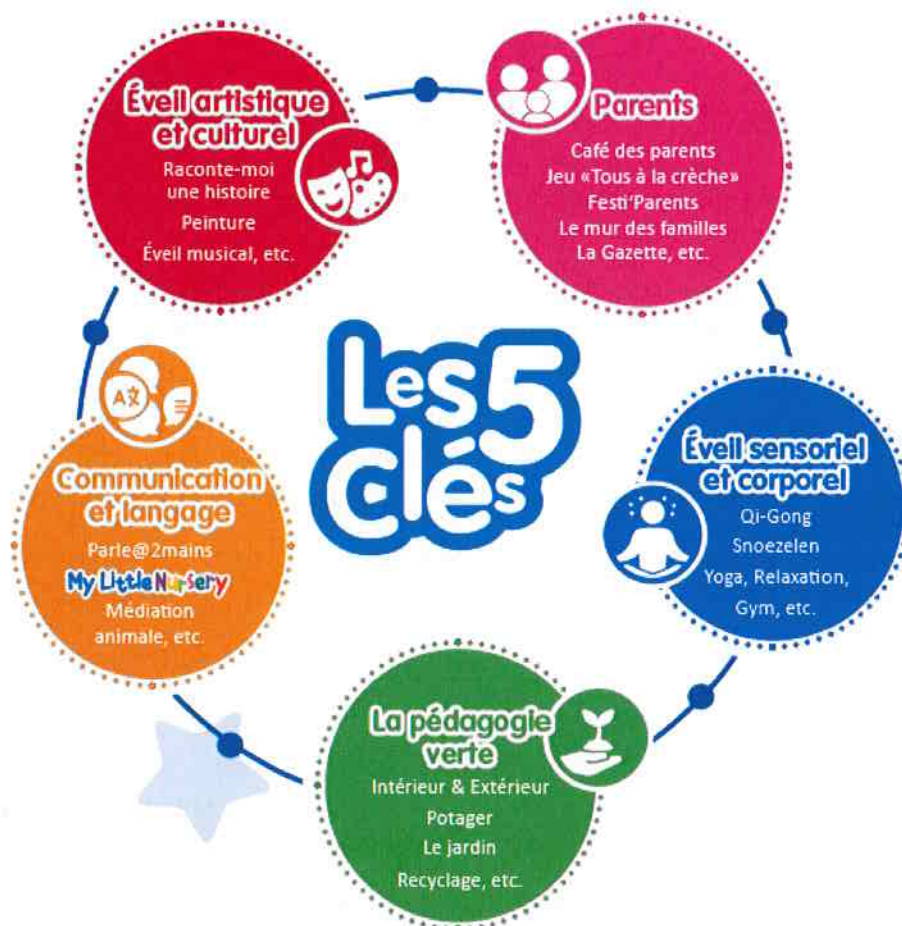 Éveil artistique
et culturel
Raconte-moi
une histoire
Peinture
Éveil musical, etc.
Parents
Café des parents
Jeu «Tous à la crèche»
Festi'Parents
Le mur des familles
La Gazette, etc.
Les 5
Clés
A文
Communication
et langage
Parle@2mains
My Little Nursery
Médiation
animale, etc.
Éveil sensoriel
et corporel
Qi-Gong
Snoezelen
Yoga, Relaxation,
Gym, etc.
La pédagogie
verte
Intérieur & Extérieur
Potager
Le jardin
Recyclage, etc.